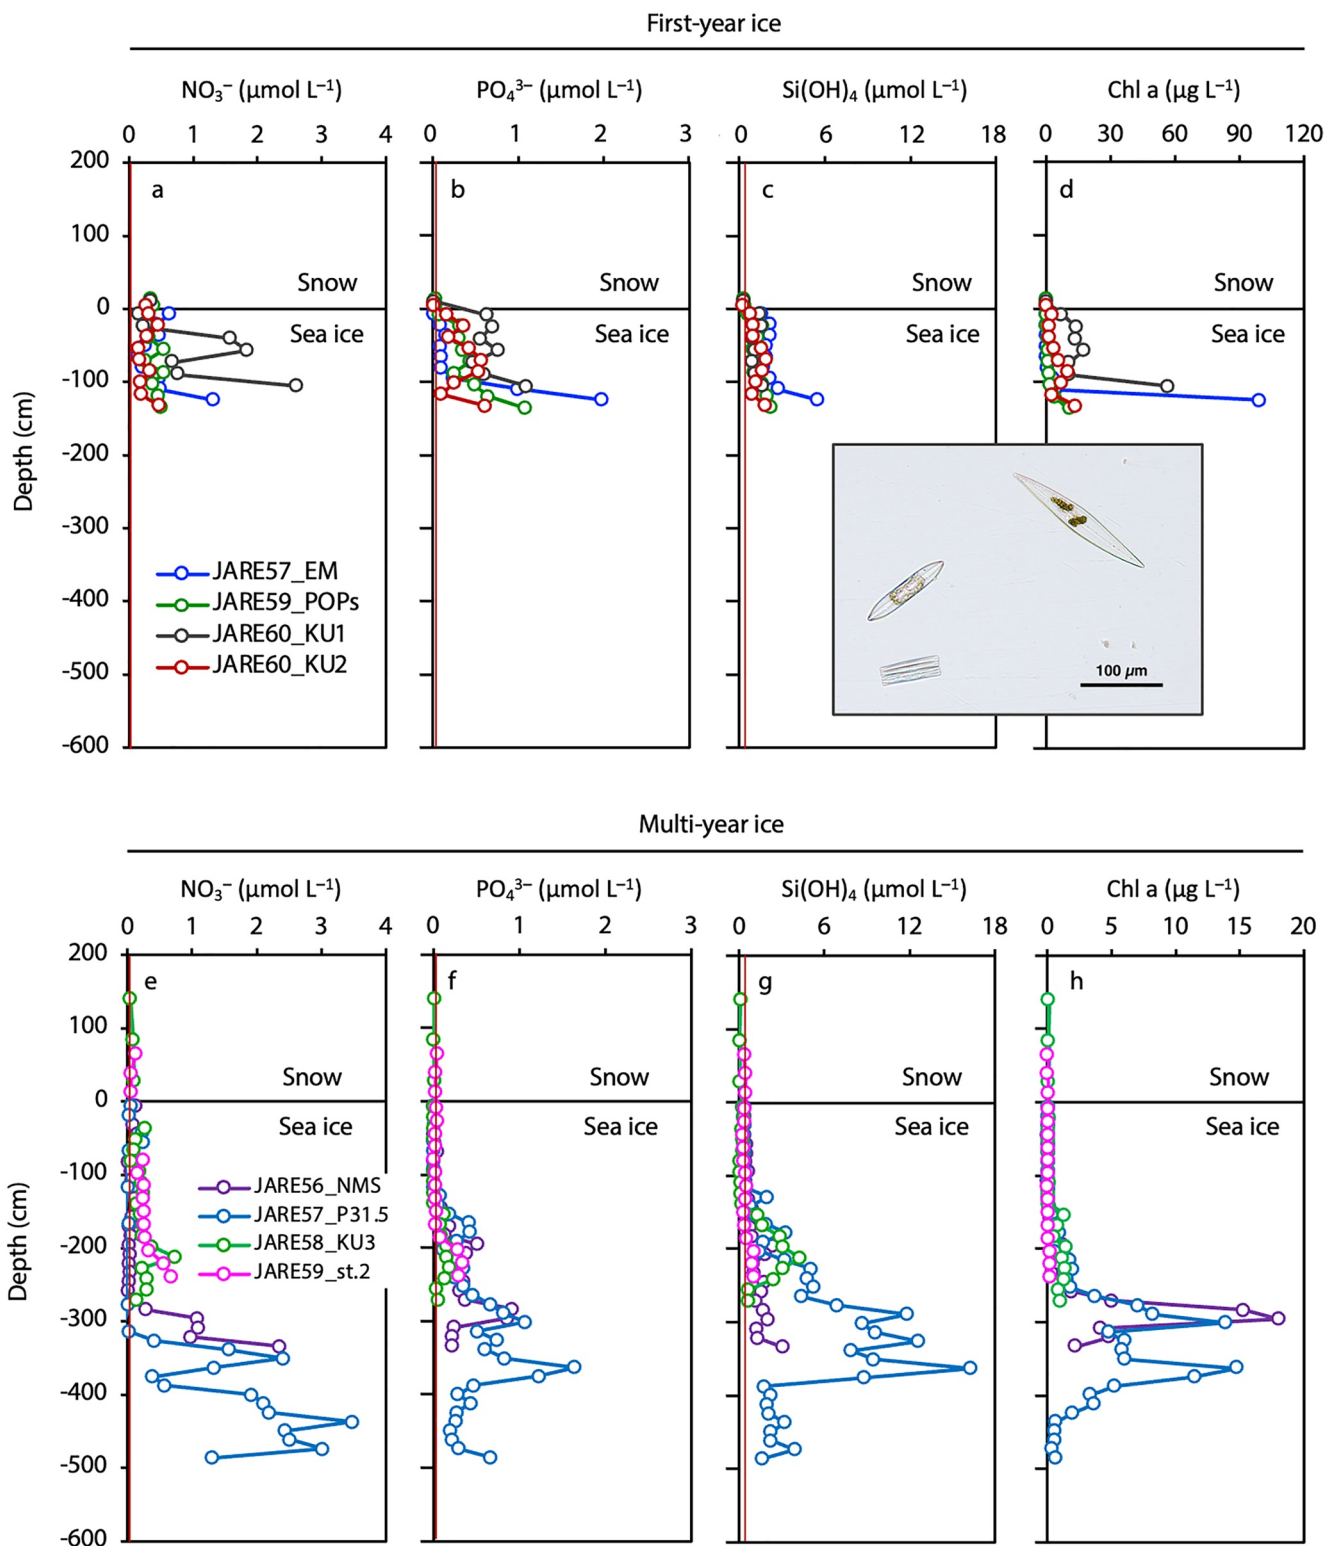 First-year ice
NO₃⁻ (µmol L⁻¹) PO₄³⁻ (µmol L⁻¹) Si(OH)₄ (µmol L⁻¹) Chl a (µg L⁻¹)
0 1 2 3 4 0 1 2 3 0 6 12 18 0 30 60 90 120
200
a b c d
100
Snow Snow Snow Snow
0
Sea ice Sea ice Sea ice Sea ice
-100
-200
-300
-400
-500
-600
Depth (cm)
JARE57_EM
JARE59_POPs
JARE60_KU1
JARE60_KU2
100 µm
Multi-year ice
NO₃⁻ (µmol L⁻¹) PO₄³⁻ (µmol L⁻¹) Si(OH)₄ (µmol L⁻¹) Chl a (µg L⁻¹)
0 1 2 3 4 0 1 2 3 0 6 12 18 0 5 10 15 20
200
e f g h
100
Snow Snow Snow Snow
0
Sea ice Sea ice Sea ice Sea ice
-100
-200
-300
-400
-500
-600
Depth (cm)
JARE56_NMS
JARE57_P31.5
JARE58_KU3
JARE59_st.2